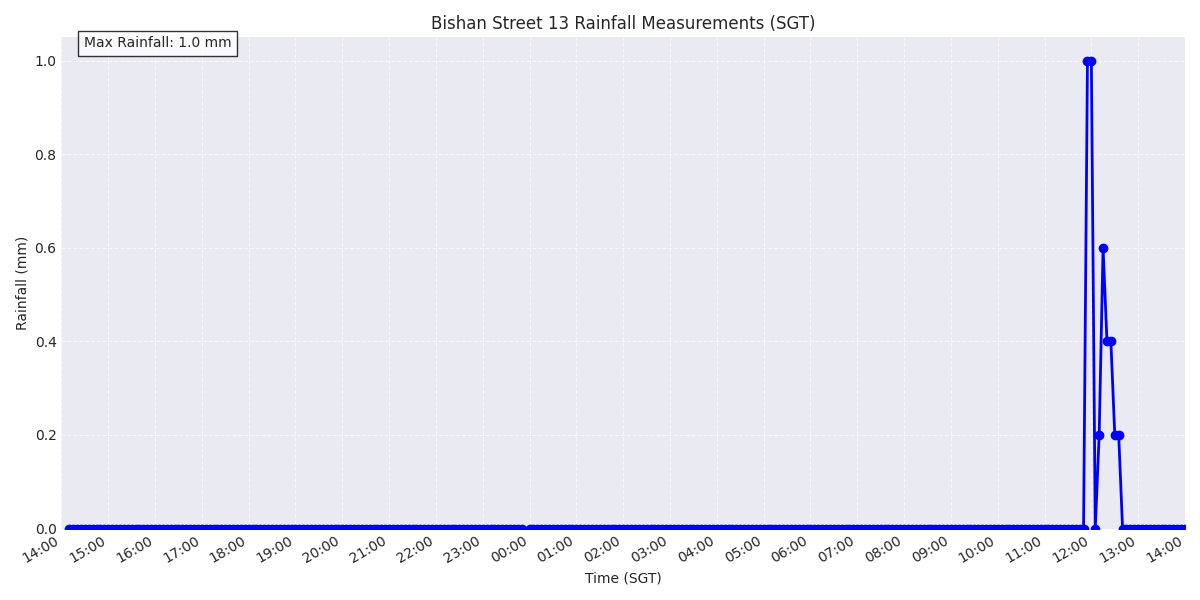 Bishan Street 13 Rainfall Measurements (SGT)
Max Rainfall: 1.0 mm
1.0
0.8
0.6
0.4
0.2
0.0
Rainfall (mm)
14:00 15:00 16:00 17:00 18:00 19:00 20:00 21:00 22:00 23:00 00:00 01:00 02:00 03:00 04:00 05:00 06:00 07:00 08:00 09:00 10:00 11:00 12:00 13:00 14:00
Time (SGT)